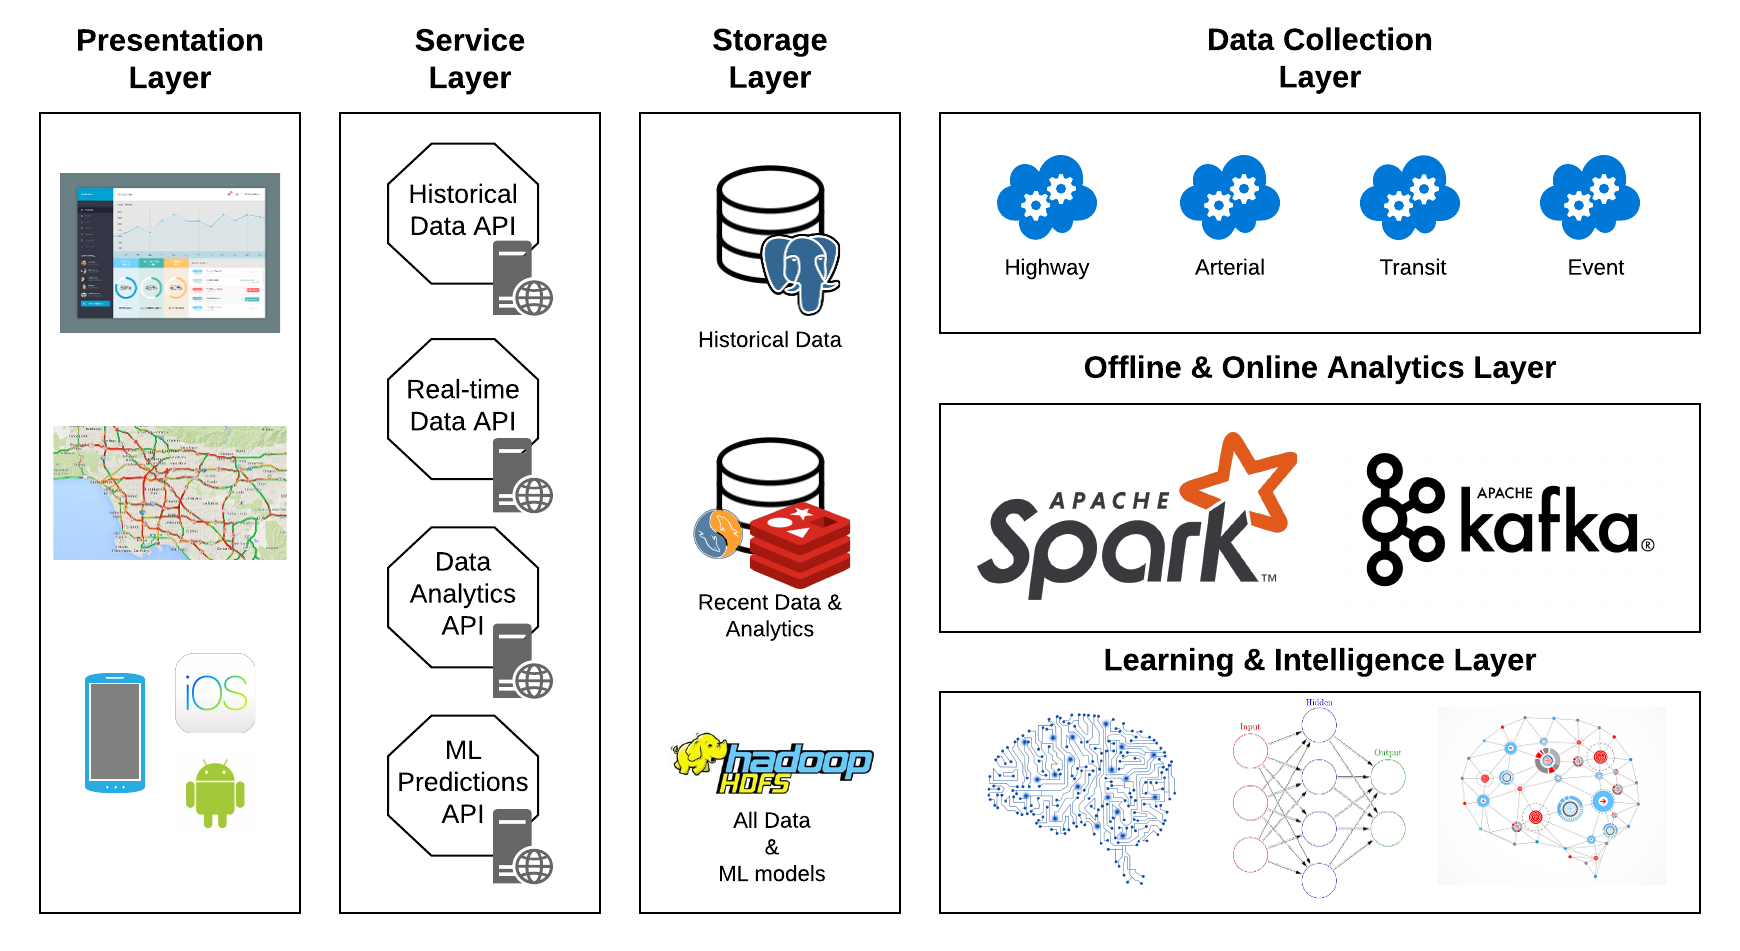 Presentation
Layer
Service
Layer
Storage
Layer
Data Collection
Layer
Historical
Data API
Real-time
Data API
Data
Analytics
API
ML
Predictions
API
iOS
Historical Data
Recent Data &
Analytics
hadoop
HDFS
All Data
&
ML models
Highway
Arterial
Transit
Event
Offline & Online Analytics Layer
APACHE
Spark™
APACHE
kafka®
Learning & Intelligence Layer
Input
Hidden
Output